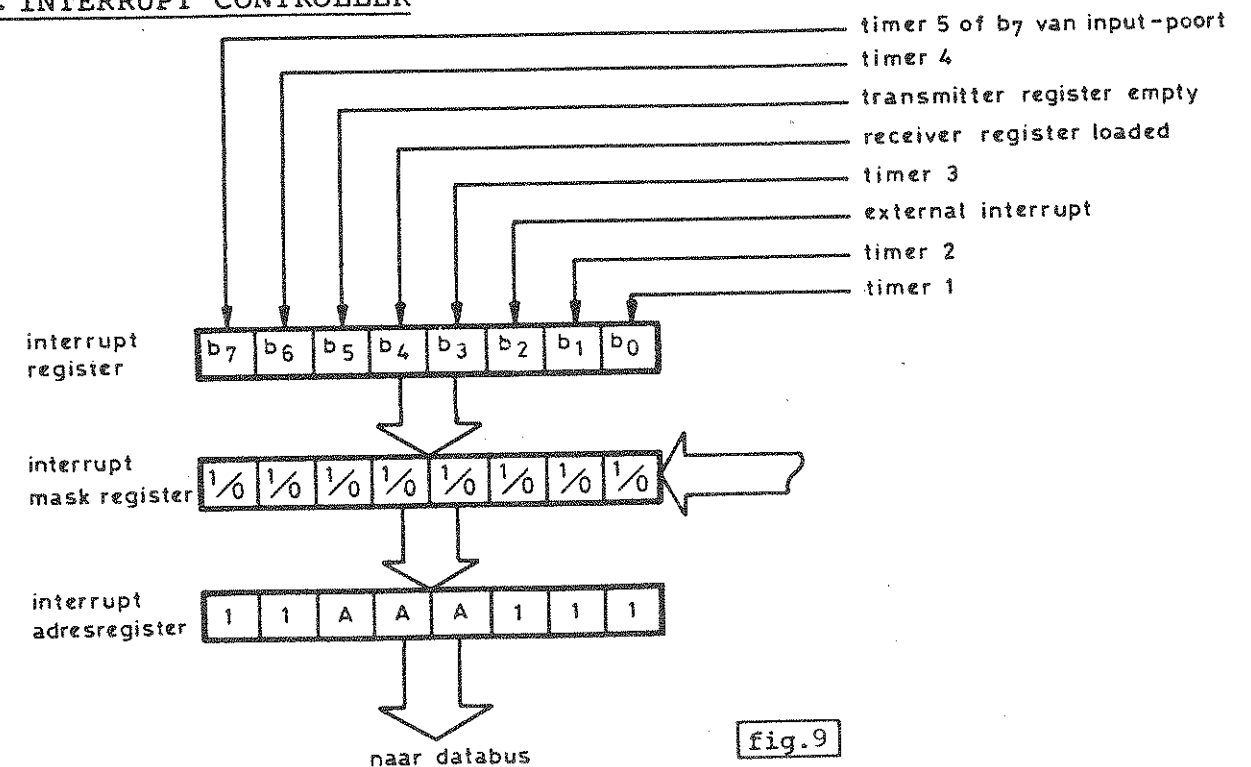 INTERRUPT CONTROLLER
timer 5 of b7 van input-poort
timer 4
transmitter register empty
receiver register loaded
timer 3
external interrupt
timer 2
timer 1
interrupt
register
b7 b6 b5 b4 b3 b2 b1 b0
interrupt
mask register
1/0 1/0 1/0 1/0 1/0 1/0 1/0 1/0
interrupt
adresregister
1 1 A A A 1 1 1
naar databus
fig.9